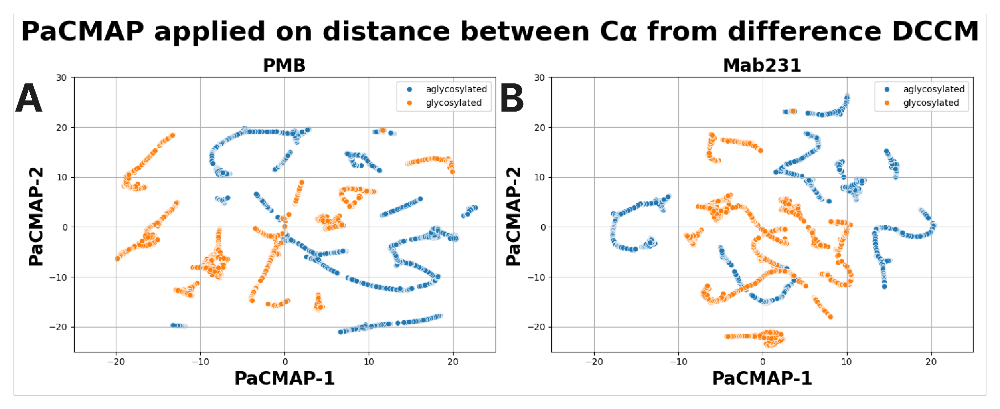 PaCMAP applied on distance between Cα from difference DCCM
A
PMB
aglycosylated
glycosylated
30
20
10
0
−10
−20
−20
−10
0
10
20
PaCMAP-2
PaCMAP-1
B
Mab231
aglycosylated
glycosylated
30
20
10
0
−10
−20
−20
−10
0
10
20
PaCMAP-2
PaCMAP-1